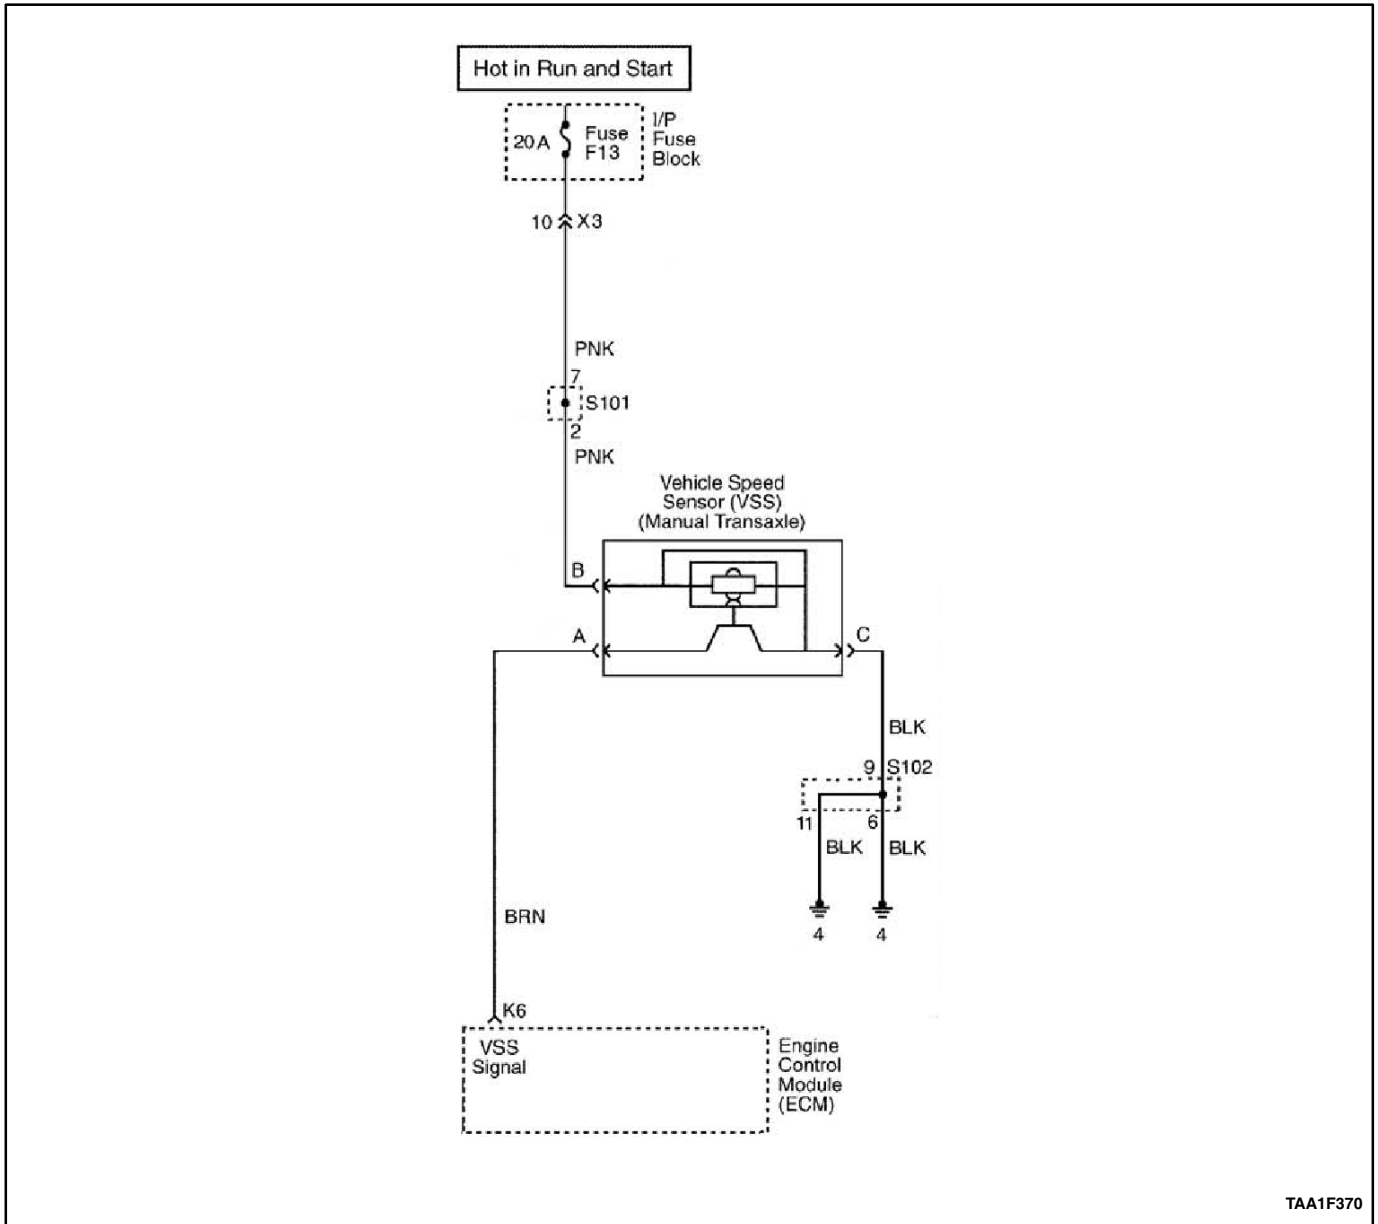 Hot in Run and Start
20A
Fuse
F13
I/P
Fuse
Block
10
X3
PNK
7
S101
2
PNK
Vehicle Speed
Sensor (VSS)
(Manual Transaxle)
B
A
C
BLK
9
S102
11
6
BLK
BLK
4
4
BRN
K6
VSS
Signal
Engine
Control
Module
(ECM)
TAA1F370